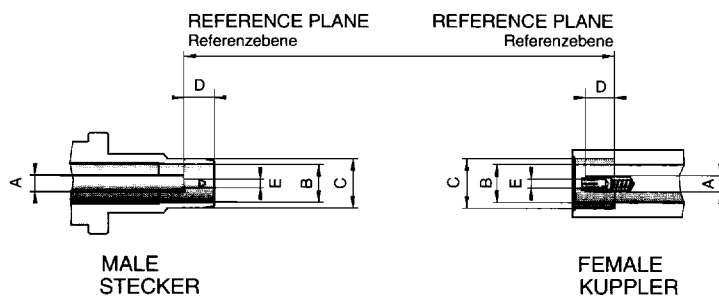 REFERENCE PLANE
Referenzebene
REFERENCE PLANE
Referenzebene
D
D
A
E
B
C
C
B
E
A
MALE
STECKER
FEMALE
KUPPLER